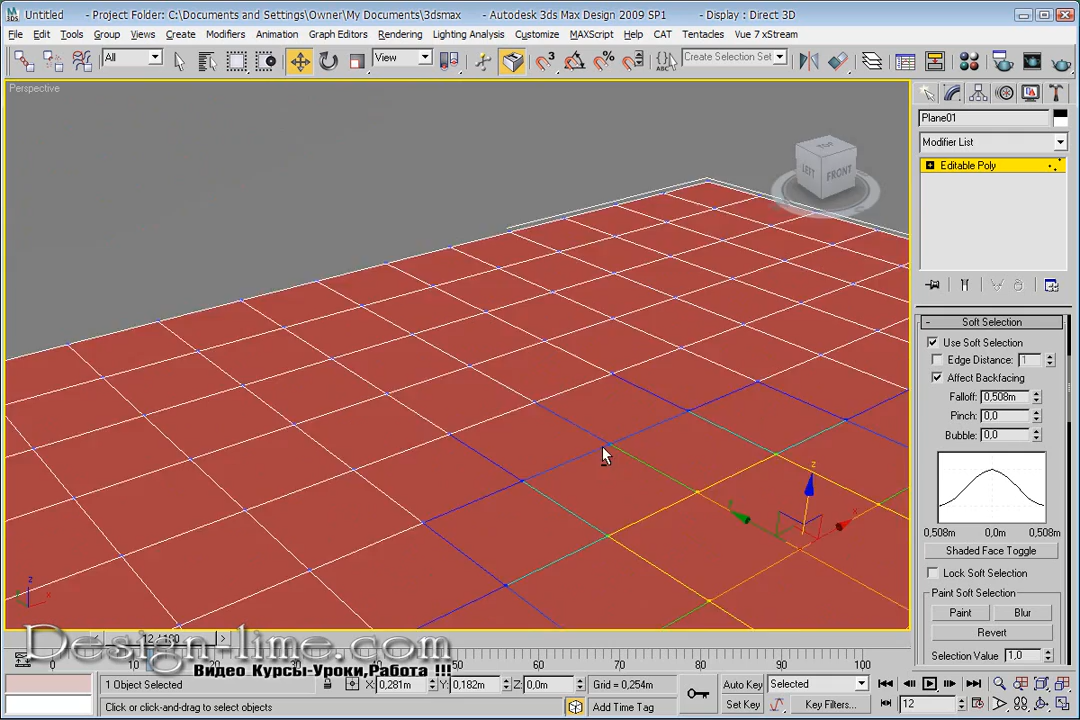 Untitled - Project Folder: C:\Documents and Settings\Owner\My Documents\3dsmax - Autodesk 3ds Max Design 2009 SP1 - Display : Direct 3D
File Edit Tools Group Views Create Modifiers Animation Graph Editors Rendering Lighting Analysis Customize MAXScript Help CAT Tentacles Vue 7 xStream
All View Create Selection Set
Perspective
TOP
LEFT FRONT
Plane01
Modifier List
Editable Poly
Soft Selection
Use Soft Selection
Edge Distance: 1
Affect Backfacing
Falloff: 0,508m
Pinch: 0,0
Bubble: 0,0
0,508m 0,0m 0,508m
Shaded Face Toggle
Lock Soft Selection
Paint Soft Selection
Paint Blur
Revert
Selection Value 1,0
z
x
z
x
12 / 100
Design-lime.com
0 10 50 60 70 80 90 100
Видео Курсы-Уроки,Работа !!!
1 Object Selected X: 0,281m Y: 0,182m Z: 0,0m Grid = 0,254m Auto Key Selected
Click or click-and-drag to select objects Add Time Tag Set Key Key Filters... 12